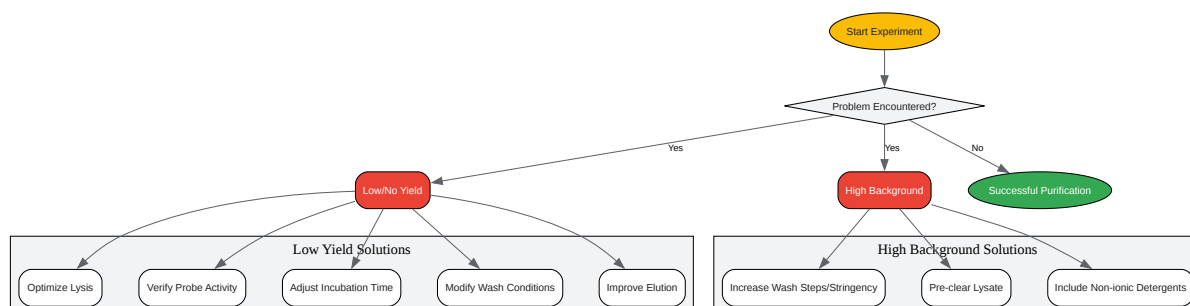 Start Experiment
Problem Encountered?
Yes
Yes
No
Low/No Yield
High Background
Successful Purification
Low Yield Solutions
High Background Solutions
Optimize Lysis
Verify Probe Activity
Adjust Incubation Time
Modify Wash Conditions
Improve Elution
Increase Wash Steps/Stringency
Pre-clear Lysate
Include Non-ionic Detergents